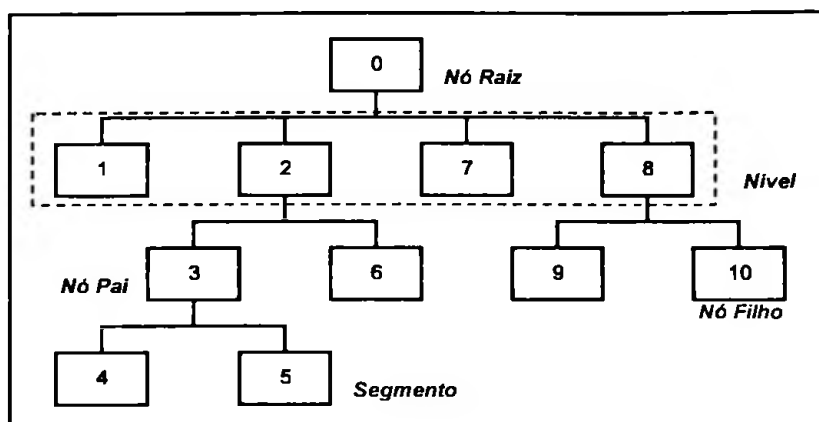 0
Nó Raiz
1 2 7 8
Nivel
3 6 9 10
Nó Pai
Nó Filho
4 5
Segmento